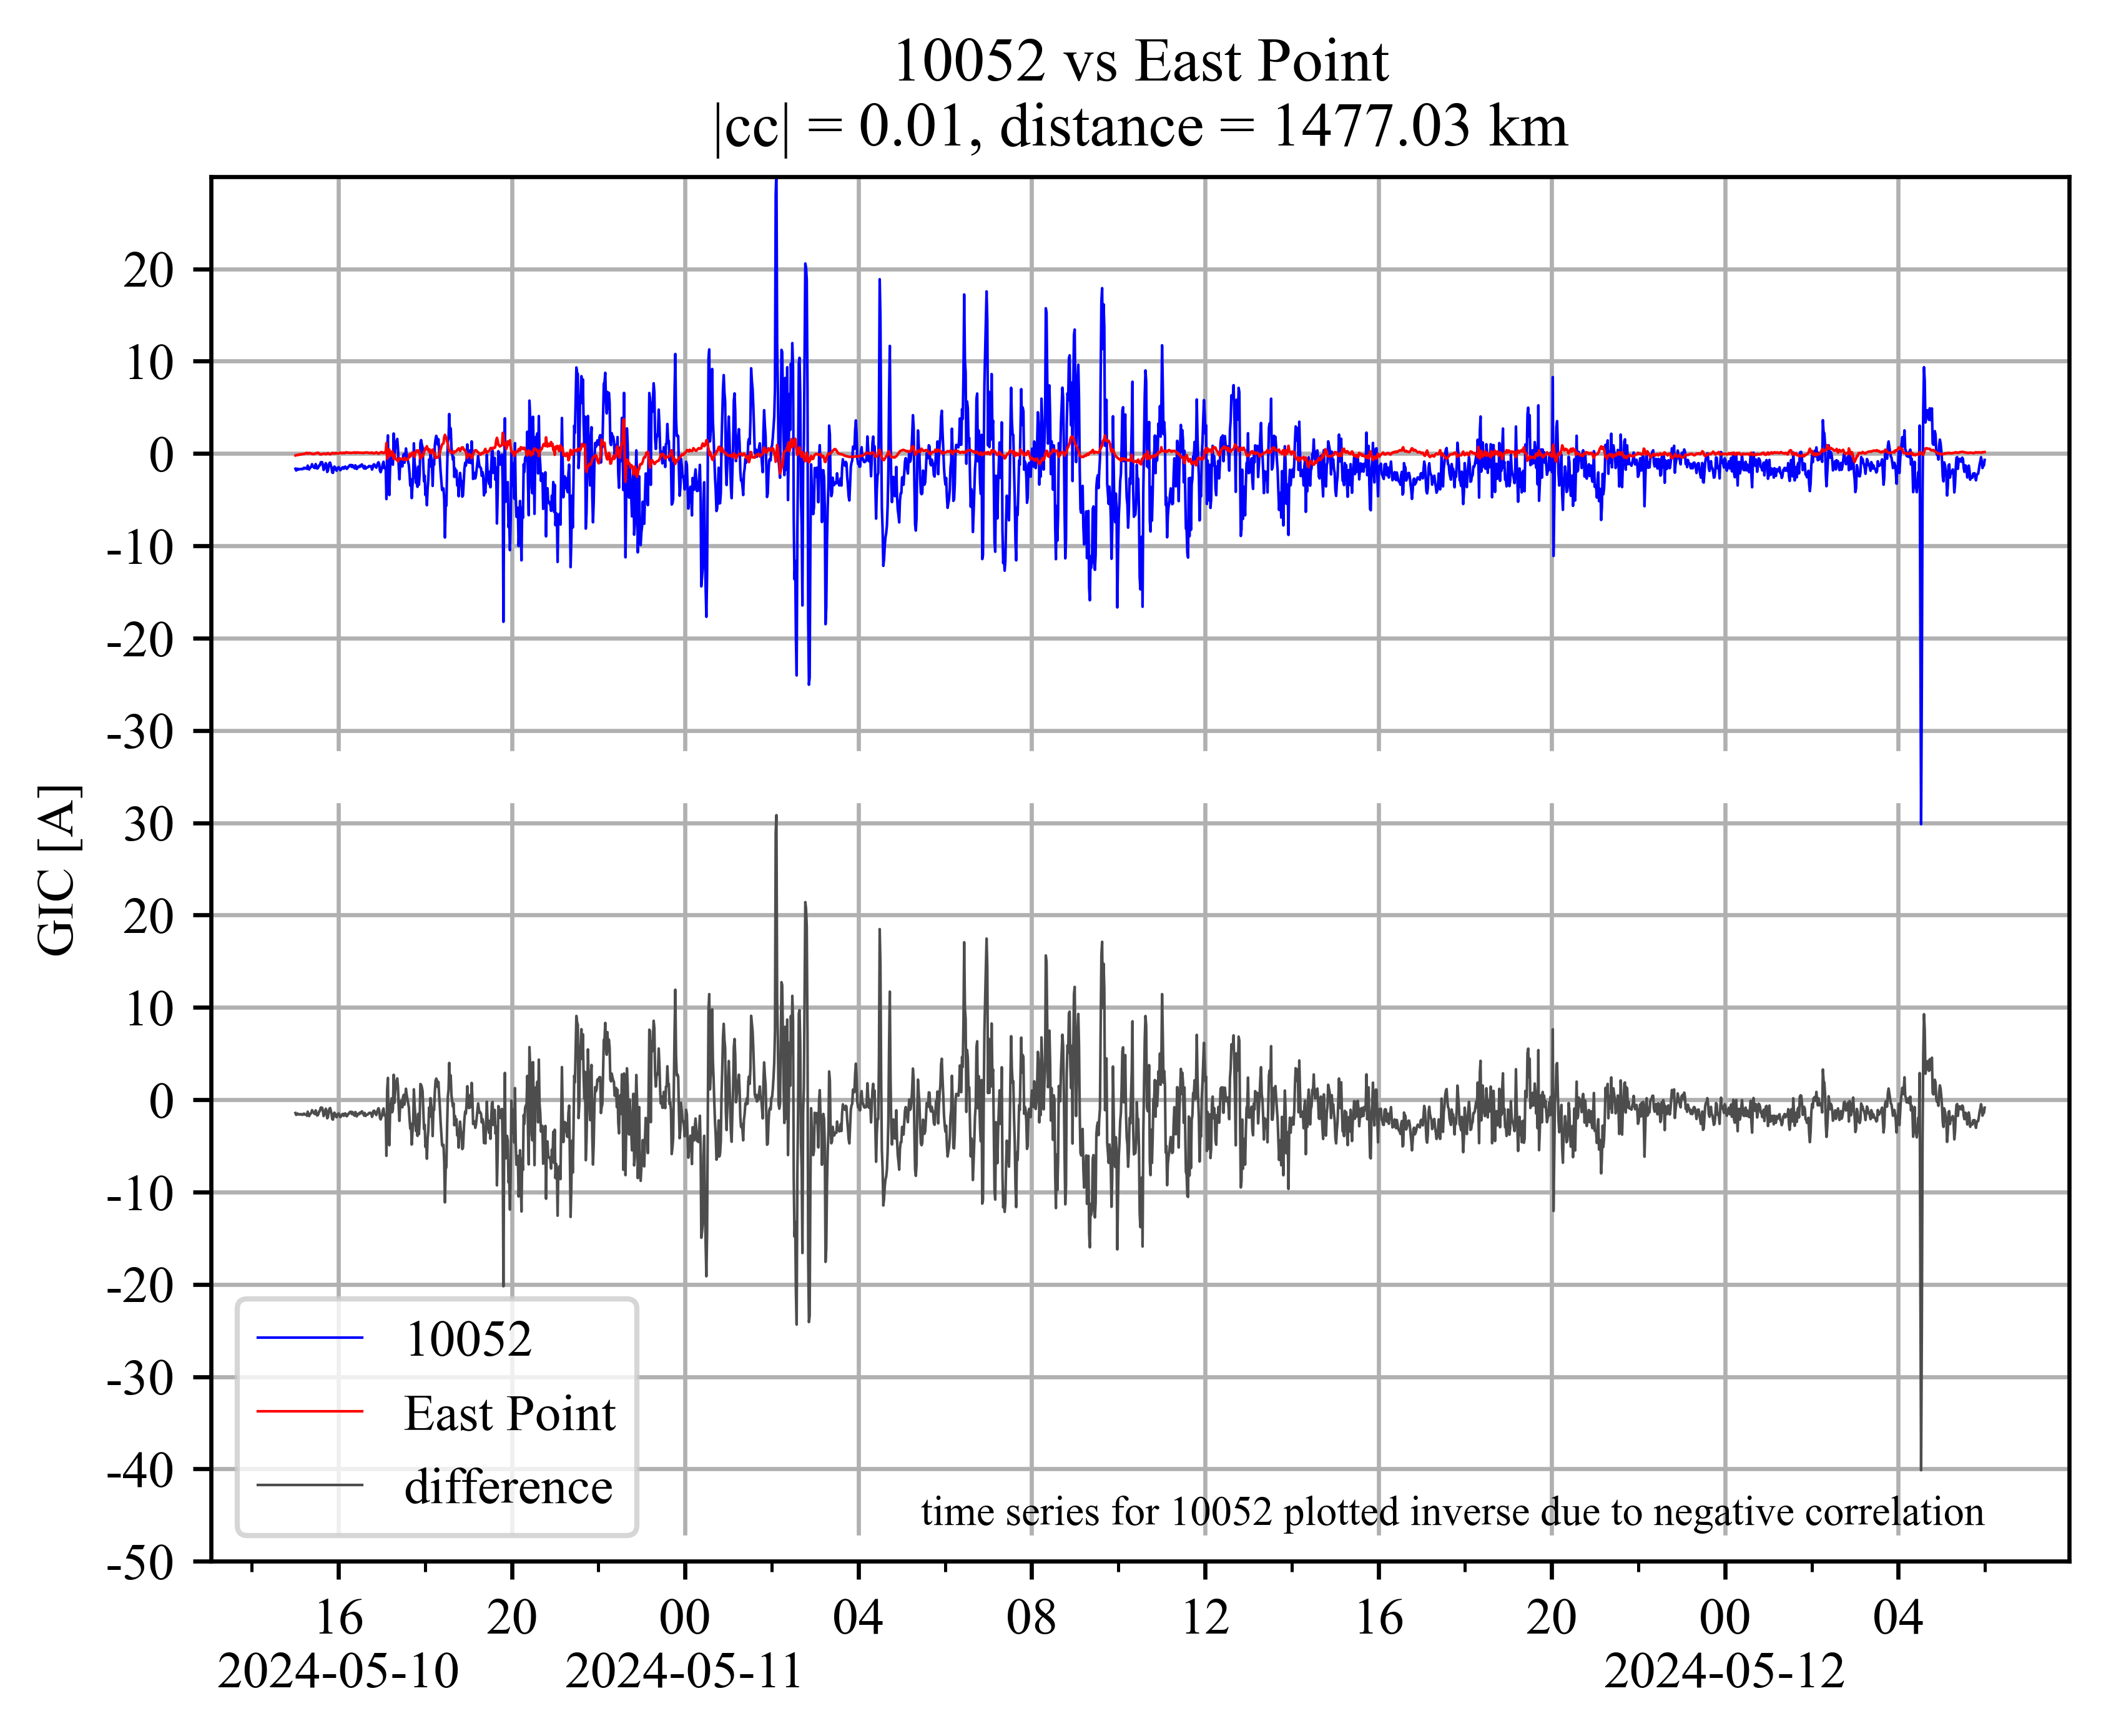 10052 vs East Point
|cc| = 0.01, distance = 1477.03 km
GIC [A]
20
10
0
-10
-20
-30
30
20
10
0
-10
-20
-30
-40
-50
10052
East Point
difference
time series for 10052 plotted inverse due to negative correlation
16 20 00 04 08 12 16 20 00 04
2024-05-10 2024-05-11 2024-05-12